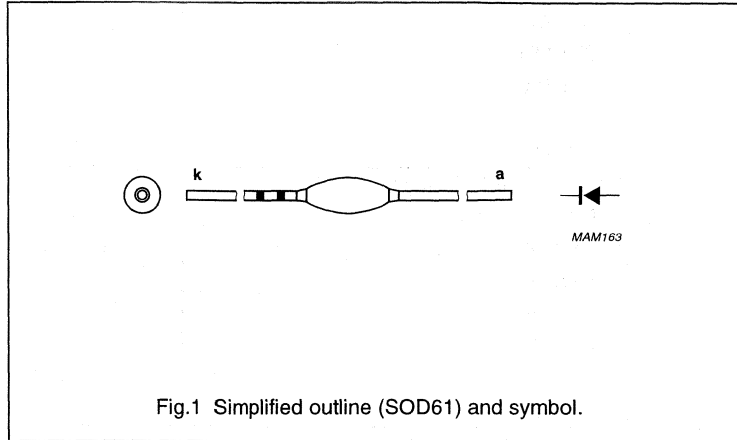 k
a
MAM163
Fig.1 Simplified outline (SOD61) and symbol.